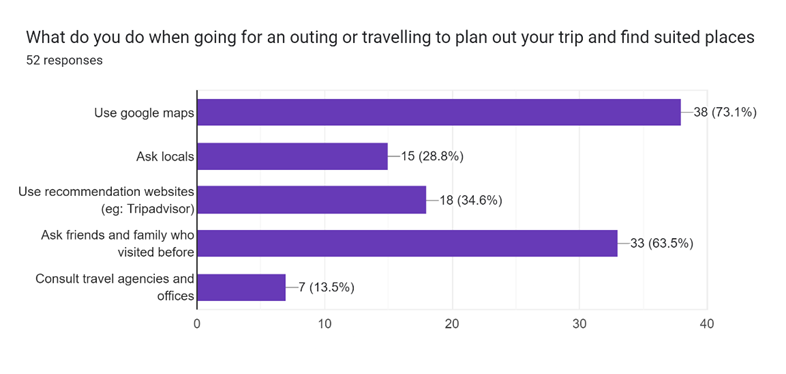 What do you do when going for an outing or travelling to plan out your trip and find suited places
52 responses
Use google maps
38 (73.1%)
Ask locals
15 (28.8%)
Use recommendation websites
(eg: Tripadvisor)
18 (34.6%)
Ask friends and family who
visited before
33 (63.5%)
Consult travel agencies and
offices
7 (13.5%)
0 10 20 30 40